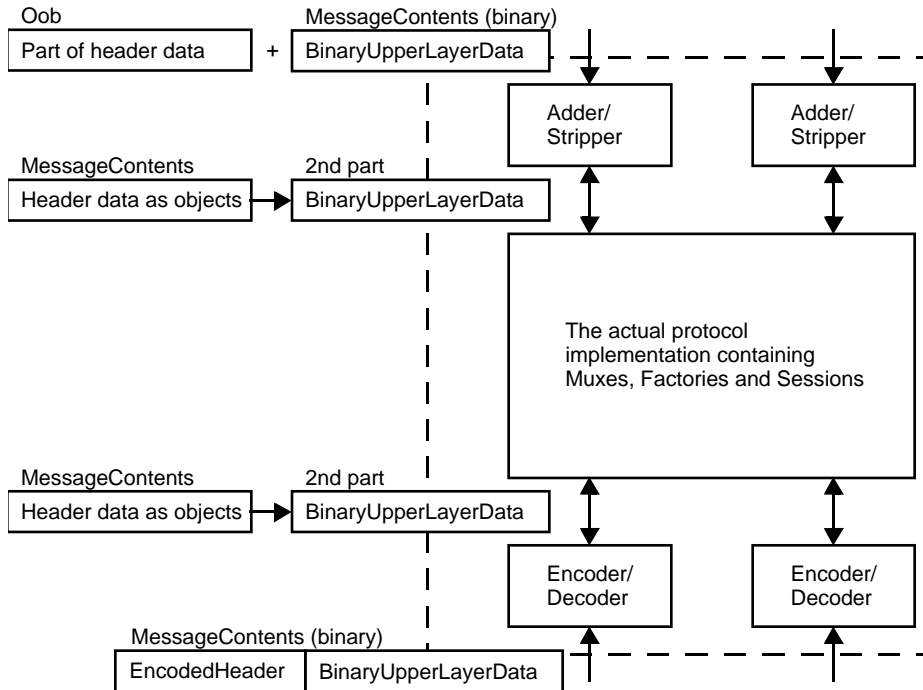 Oob
MessageContents (binary)
Part of header data
+
BinaryUpperLayerData
Adder/
Stripper
Adder/
Stripper
MessageContents
2nd part
Header data as objects
BinaryUpperLayerData
The actual protocol
implementation containing
Muxes, Factories and Sessions
MessageContents
2nd part
Header data as objects
BinaryUpperLayerData
Encoder/
Decoder
Encoder/
Decoder
MessageContents (binary)
EncodedHeader
BinaryUpperLayerData